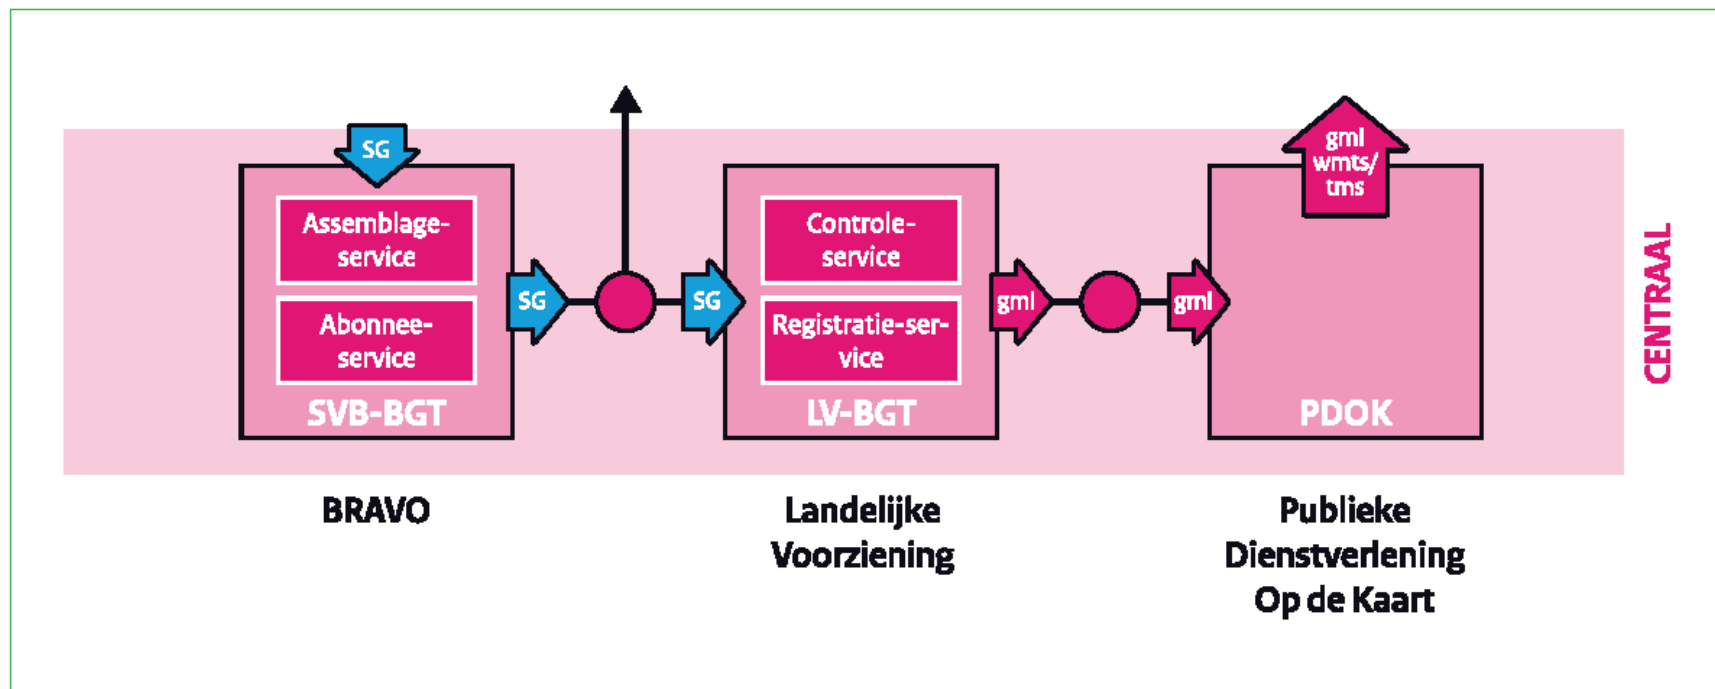 SG
Assemblage-
service
Abonnee-
service
SVB-BGT
SG
SG
Controle-
service
Registratie-ser-
vice
LV-BGT
gml
gml
gml
wmts/
tms
PDOK
CENTRAAL
BRAVO
Landelijke
Voorziening
Publieke
Dienstverlening
Op de Kaart